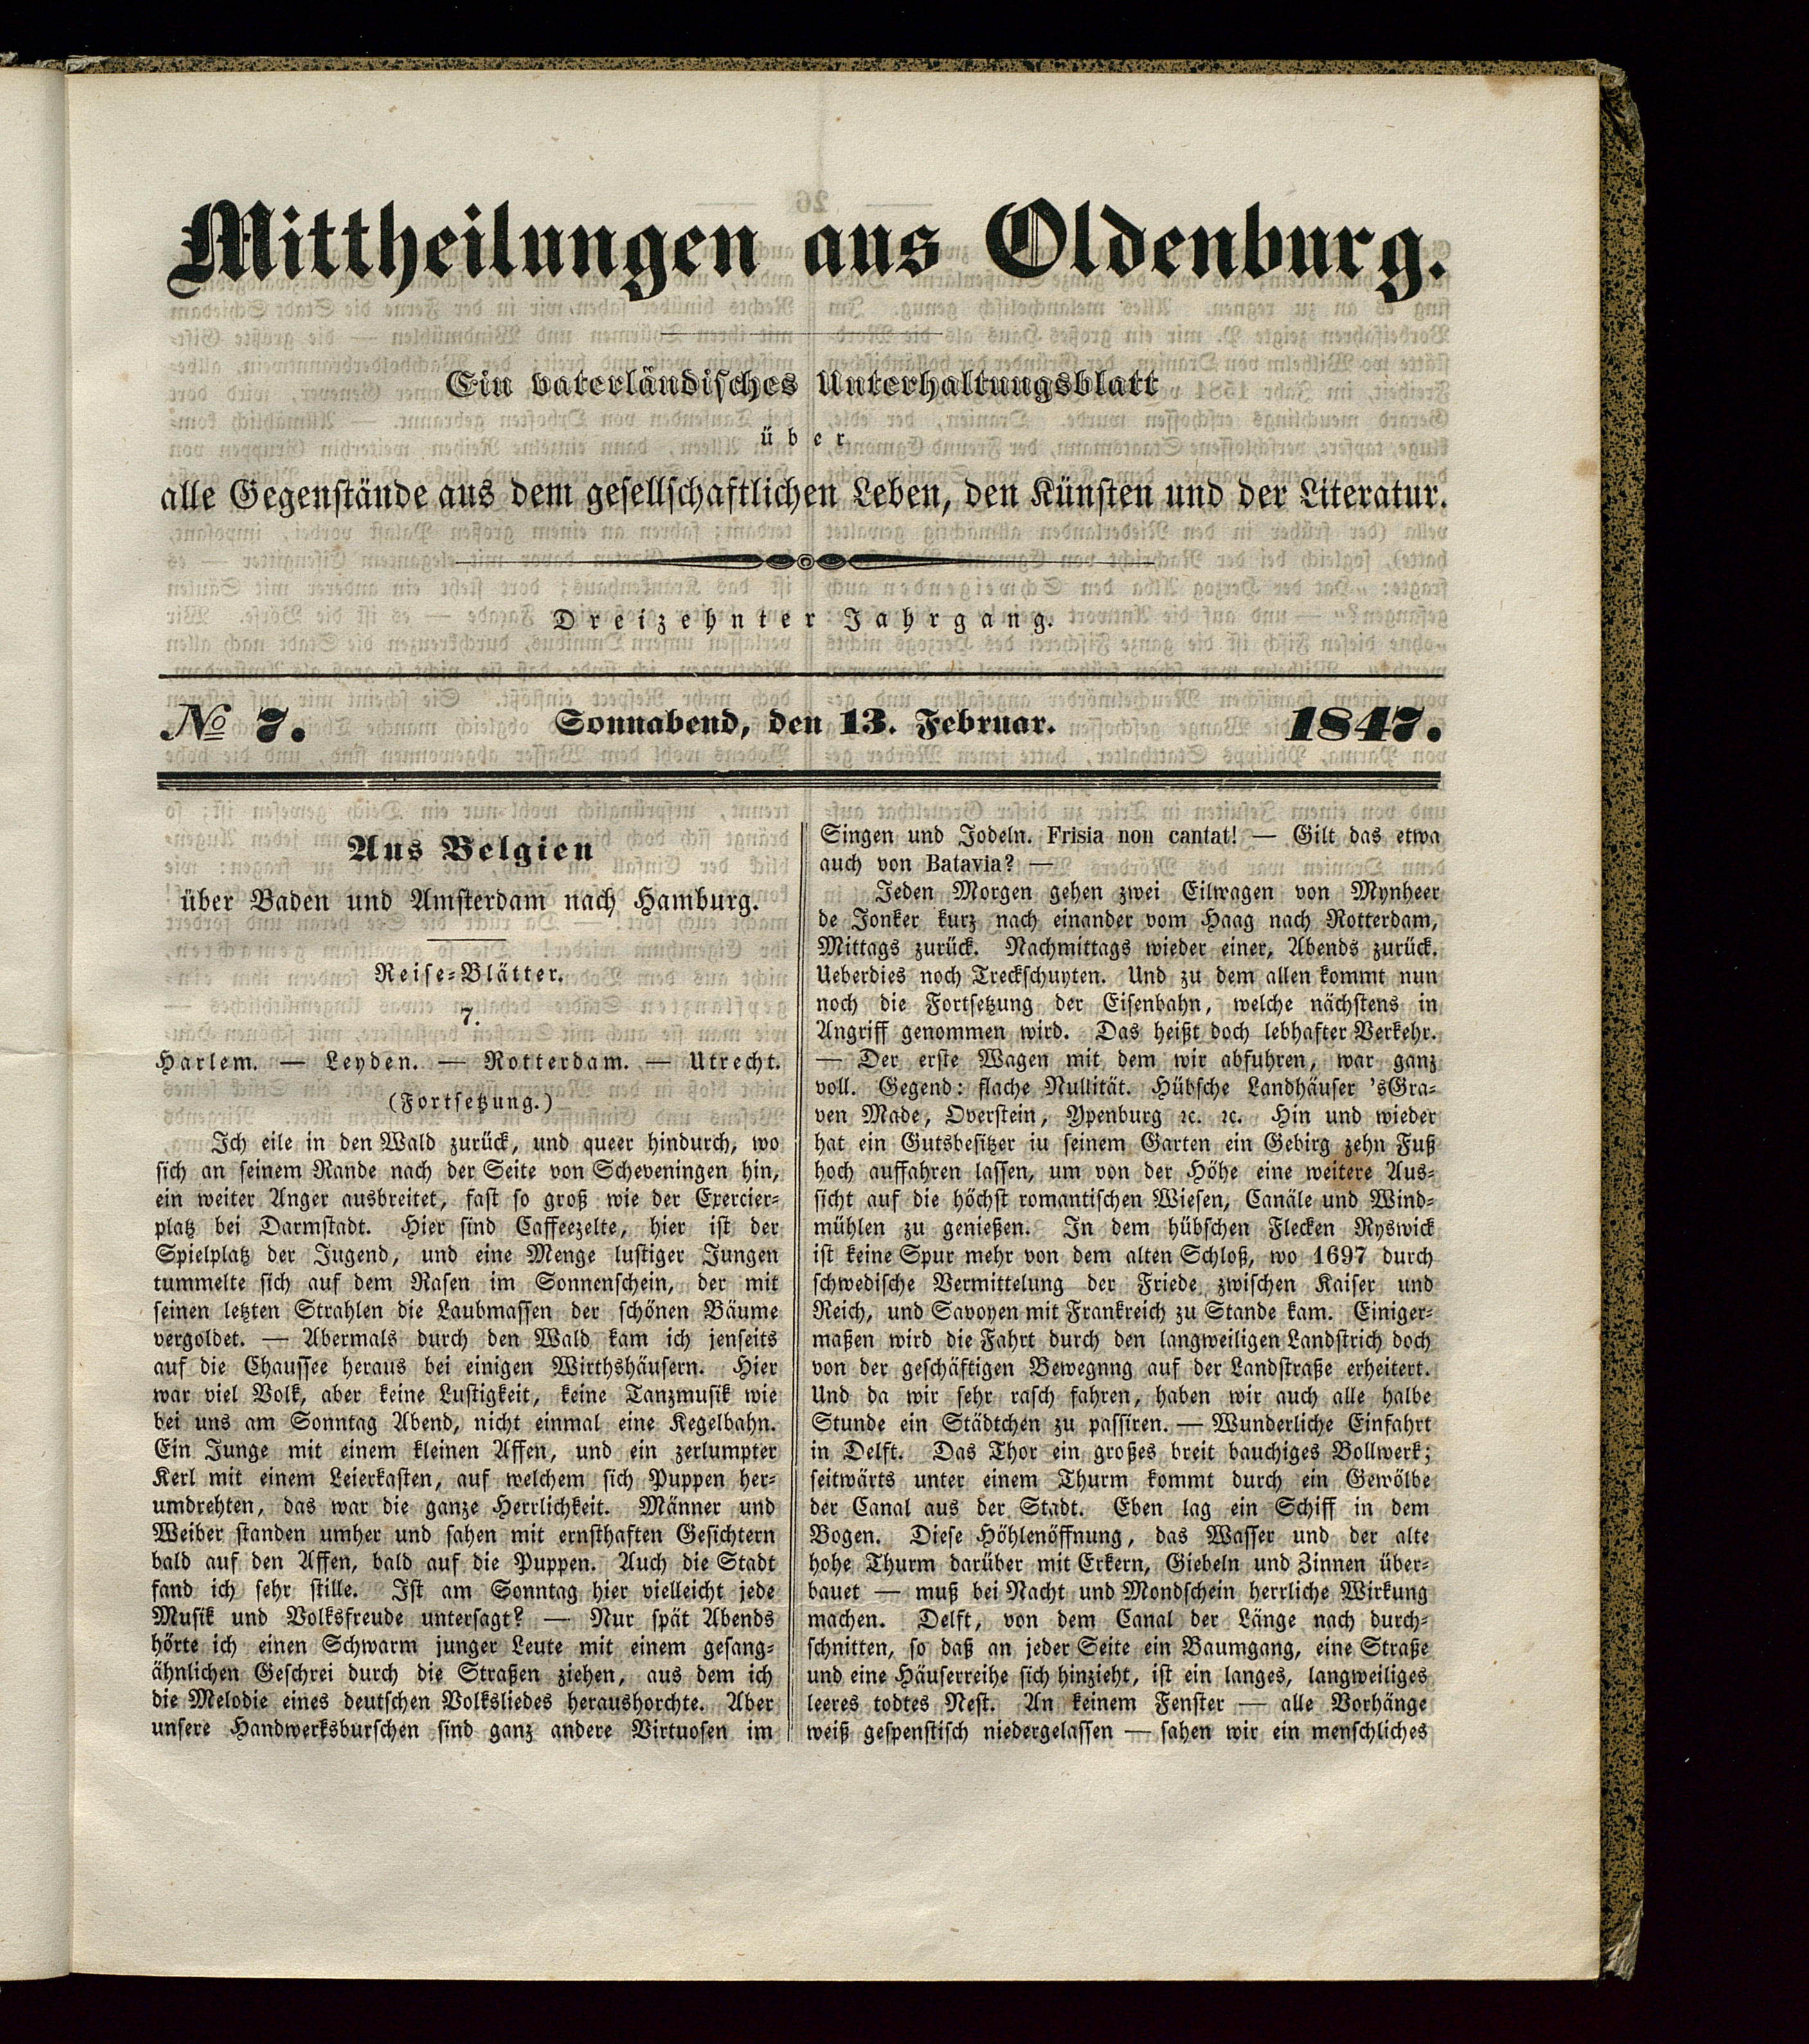 Mittheilungen aus Oldenburg.
Ein vaterländisches Unterhaltungsblatt
über
alle Gegenstände aus dem gesellschaftlichen Leben, den Künsten und der Literatur.
Dreizehnter Jahrgang.
№ 7. Sonnabend, den 13. Februar. 1847.
Aus Belgien
über Baden und Amsterdam nach Hamburg.
Reise-Blätter.
7.
Harlem. — Leyden. — Rotterdam. — Utrecht.
(Fortsetzung.)
Ich eile in den Wald zurück, und queer hindurch, wo
sich an seinem Rande nach der Seite von Scheveningen hin,
ein weiter Anger ausbreitet, fast so groß wie der Exercier-
platz bei Darmstadt. Hier sind Caffeezelte, hier ist der
Spielplatz der Jugend, und eine Menge lustiger Jungen
tummelte sich auf dem Rasen im Sonnenschein, der mit
seinen letzten Strahlen die Laubmassen der schönen Bäume
vergoldet. — Abermals durch den Wald kam ich jenseits
auf die Chaussee heraus bei einigen Wirthshäusern. Hier
war viel Volk, aber keine Lustigkeit, keine Tanzmusik wie
bei uns am Sonntag Abend, nicht einmal eine Kegelbahn.
Ein Junge mit einem kleinen Affen, und ein zerlumpter
Kerl mit einem Leierkasten, auf welchem sich Puppen her-
umdrehten, das war die ganze Herrlichkeit. Männer und
Weiber standen umher und sahen mit ernsthaften Gesichtern
bald auf den Affen, bald auf die Puppen. Auch die Stadt
fand ich sehr stille. Ist am Sonntag hier vielleicht jede
Musik und Volksfreude untersagt? — Nur spät Abends
hörte ich einen Schwarm junger Leute mit einem gesang-
ähnlichen Geschrei durch die Straßen ziehen, aus dem ich
die Melodie eines deutschen Volksliedes heraushorchte. Aber
unsere Handwerksburschen sind ganz andere Virtuosen im
Singen und Jodeln. Frisia non cantat! — Gilt das etwa
auch von Batavia? —
Jeden Morgen gehen zwei Eilwagen von Mynheer
de Jonker kurz nach einander vom Haag nach Rotterdam,
Mittags zurück. Nachmittags wieder einer, Abends zurück.
Ueberdies noch Treckschuyten. Und zu dem allen kommt nun
noch die Fortsetzung der Eisenbahn, welche nächstens in
Angriff genommen wird. Das heißt doch lebhafter Verkehr.
— Der erste Wagen mit dem wir abfuhren, war ganz
voll. Gegend: flache Nullität. Hübsche Landhäuser 'sGra-
ven Made, Overstein, Ypenburg ꝛc. ꝛc. Hin und wieder
hat ein Gutsbesitzer iu seinem Garten ein Gebirg zehn Fuß
hoch auffahren lassen, um von der Höhe eine weitere Aus-
sicht auf die höchst romantischen Wiesen, Canäle und Wind-
mühlen zu genießen. In dem hübschen Flecken Ryswick
ist keine Spur mehr von dem alten Schloß, wo 1697 durch
schwedische Vermittelung der Friede zwischen Kaiser und
Reich, und Savoyen mit Frankreich zu Stande kam. Einiger-
maßen wird die Fahrt durch den langweiligen Landstrich doch
von der geschäftigen Bewegnng auf der Landstraße erheitert.
Und da wir sehr rasch fahren, haben wir auch alle halbe
Stunde ein Städtchen zu passiren. — Wunderliche Einfahrt
in Delft. Das Thor ein großes breit bauchiges Bollwerk;
seitwärts unter einem Thurm kommt durch ein Gewölbe
der Canal aus der Stadt. Eben lag ein Schiff in dem
Bogen. Diese Höhlenöffnung, das Wasser und der alte
hohe Thurm darüber mit Erkern, Giebeln und Zinnen über-
bauet — muß bei Nacht und Mondschein herrliche Wirkung
machen. Delft, von dem Canal der Länge nach durch-
schnitten, so daß an jeder Seite ein Baumgang, eine Straße
und eine Häuserreihe sich hinzieht, ist ein langes, langweiliges
leeres todtes Nest. An keinem Fenster — alle Vorhänge
weiß gespenstisch niedergelassen — sahen wir ein menschliches